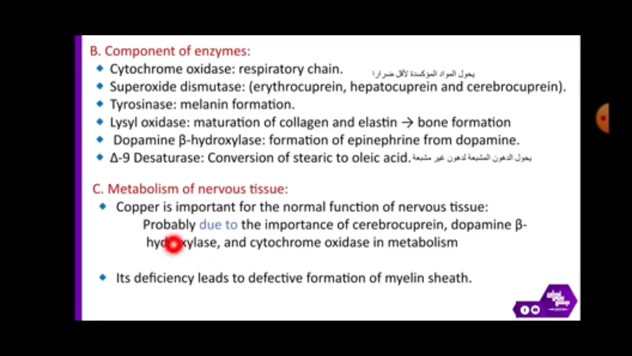 B. Component of enzymes:
Cytochrome oxidase: respiratory chain.
يحول المواد المؤكسدة لأقل ضرارا
Superoxide dismutase: (erythrocuprein, hepatocuprein and cerebrocuprein).
Tyrosinase: melanin formation.
Lysyl oxidase: maturation of collagen and elastin → bone formation
Dopamine β-hydroxylase: formation of epinephrine from dopamine.
Δ-9 Desaturase: Conversion of stearic to oleic acid. يحول الدهون المشبعة لدهون غير مشبعة
C. Metabolism of nervous tissue:
Copper is important for the normal function of nervous tissue:
Probably due to the importance of cerebrocuprein, dopamine β-
hydroxylase, and cytochrome oxidase in metabolism
Its deficiency leads to defective formation of myelin sheath.